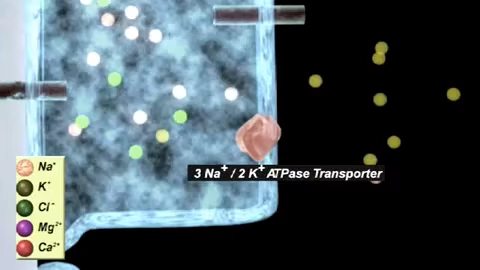 3 Na+ / 2 K+ ATPase Transporter
Na+
K+
Cl-
Mg2+
Ca2+